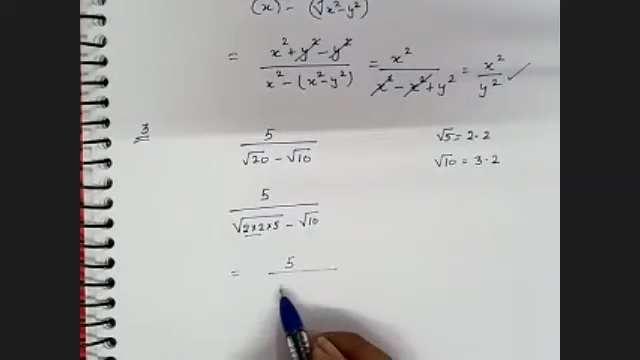 (x) - (√x²-y²)
= x²+y²-y² / x²-(x²-y²) = x² / x²-x²+y² = x² / y² ✓
3
5 / √20 - √10
√5 = 2.2
√10 = 3.2
5 / √2×2×5 - √10
= 5